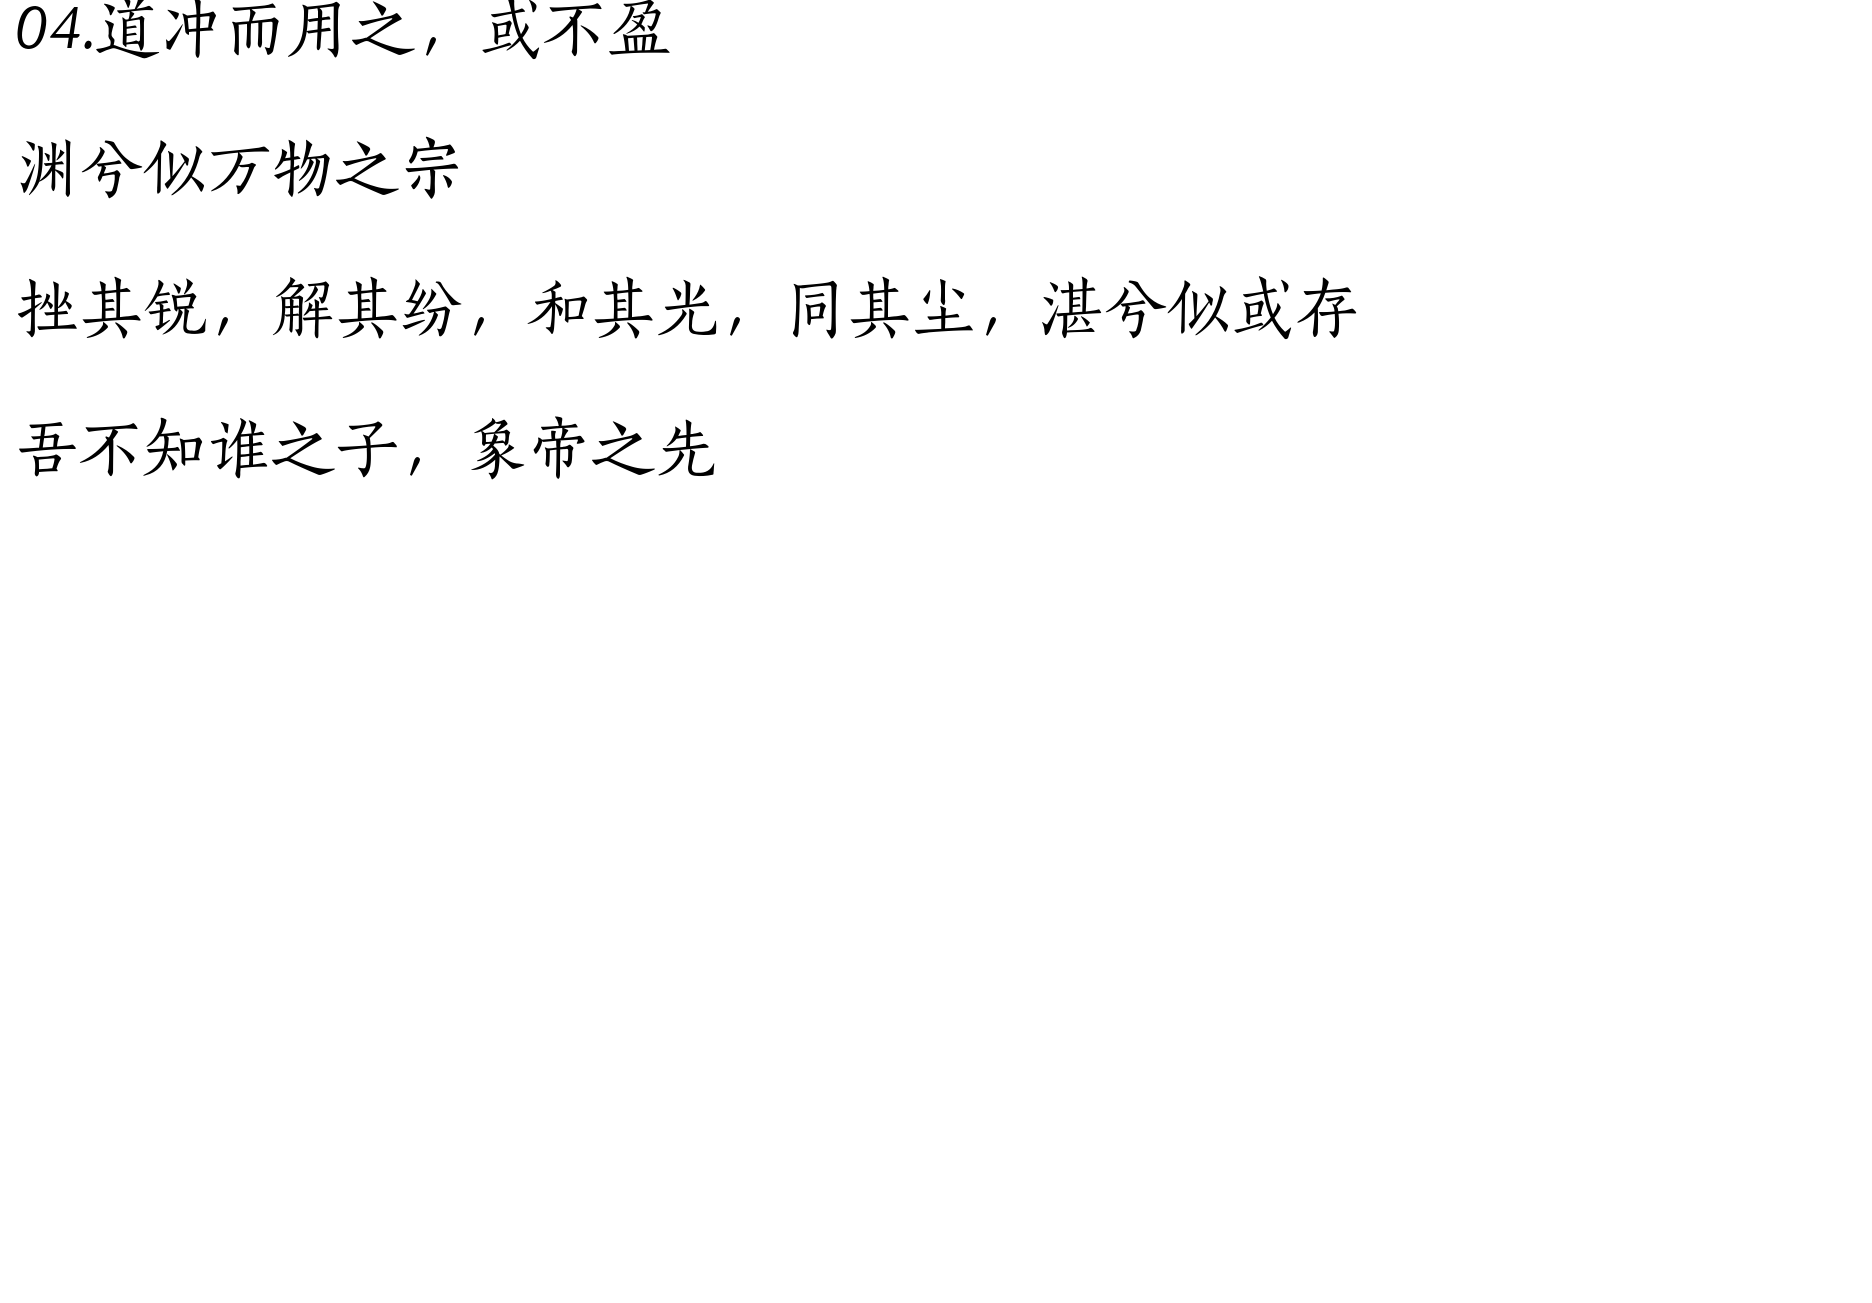 04.道冲而用之，或不盈
渊兮似万物之宗
挫其锐，解其纷，和其光，同其尘，湛兮似或存
吾不知谁之子，象帝之先